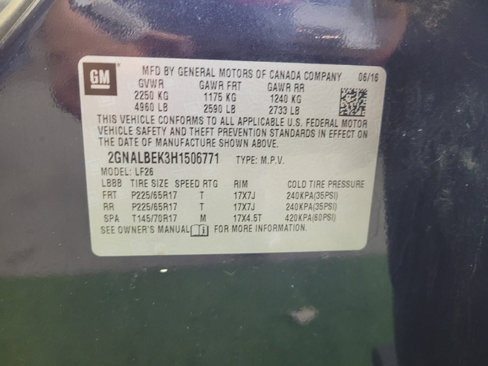 GM
MFD BY GENERAL MOTORS OF CANADA COMPANY 06/16
GVWR GAWR FRT GAWR RR
2250 KG 1175 KG 1240 KG
4960 LB 2590 LB 2733 LB
THIS VEHICLE CONFORMS TO ALL APPLICABLE U.S. FEDERAL MOTOR
VEHICLE SAFETY AND THEFT PREVENTION STANDARDS IN EFFECT ON
THE DATE OF MANUFACTURE SHOWN ABOVE.
2GNALBEK3H1506771 TYPE: M.P.V.
MODEL: LF26
LBBB TIRE SIZE SPEED RTG RIM COLD TIRE PRESSURE
FRT P225/65R17 T 17X7J 240KPA(35PSI)
RR P225/65R17 T 17X7J 240KPA(35PSI)
SPA T145/70R17 M 17X4.5T 420KPA(60PSI)
SEE OWNER'S MANUAL i FOR MORE INFORMATION.